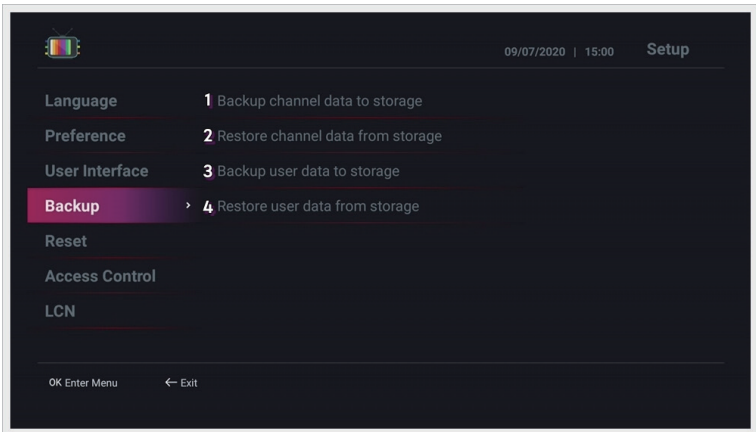 09/07/2020 | 15:00 Setup
Language
1 Backup channel data to storage
Preference
2 Restore channel data from storage
User Interface
3 Backup user data to storage
Backup ›
4 Restore user data from storage
Reset
Access Control
LCN
OK Enter Menu
← Exit